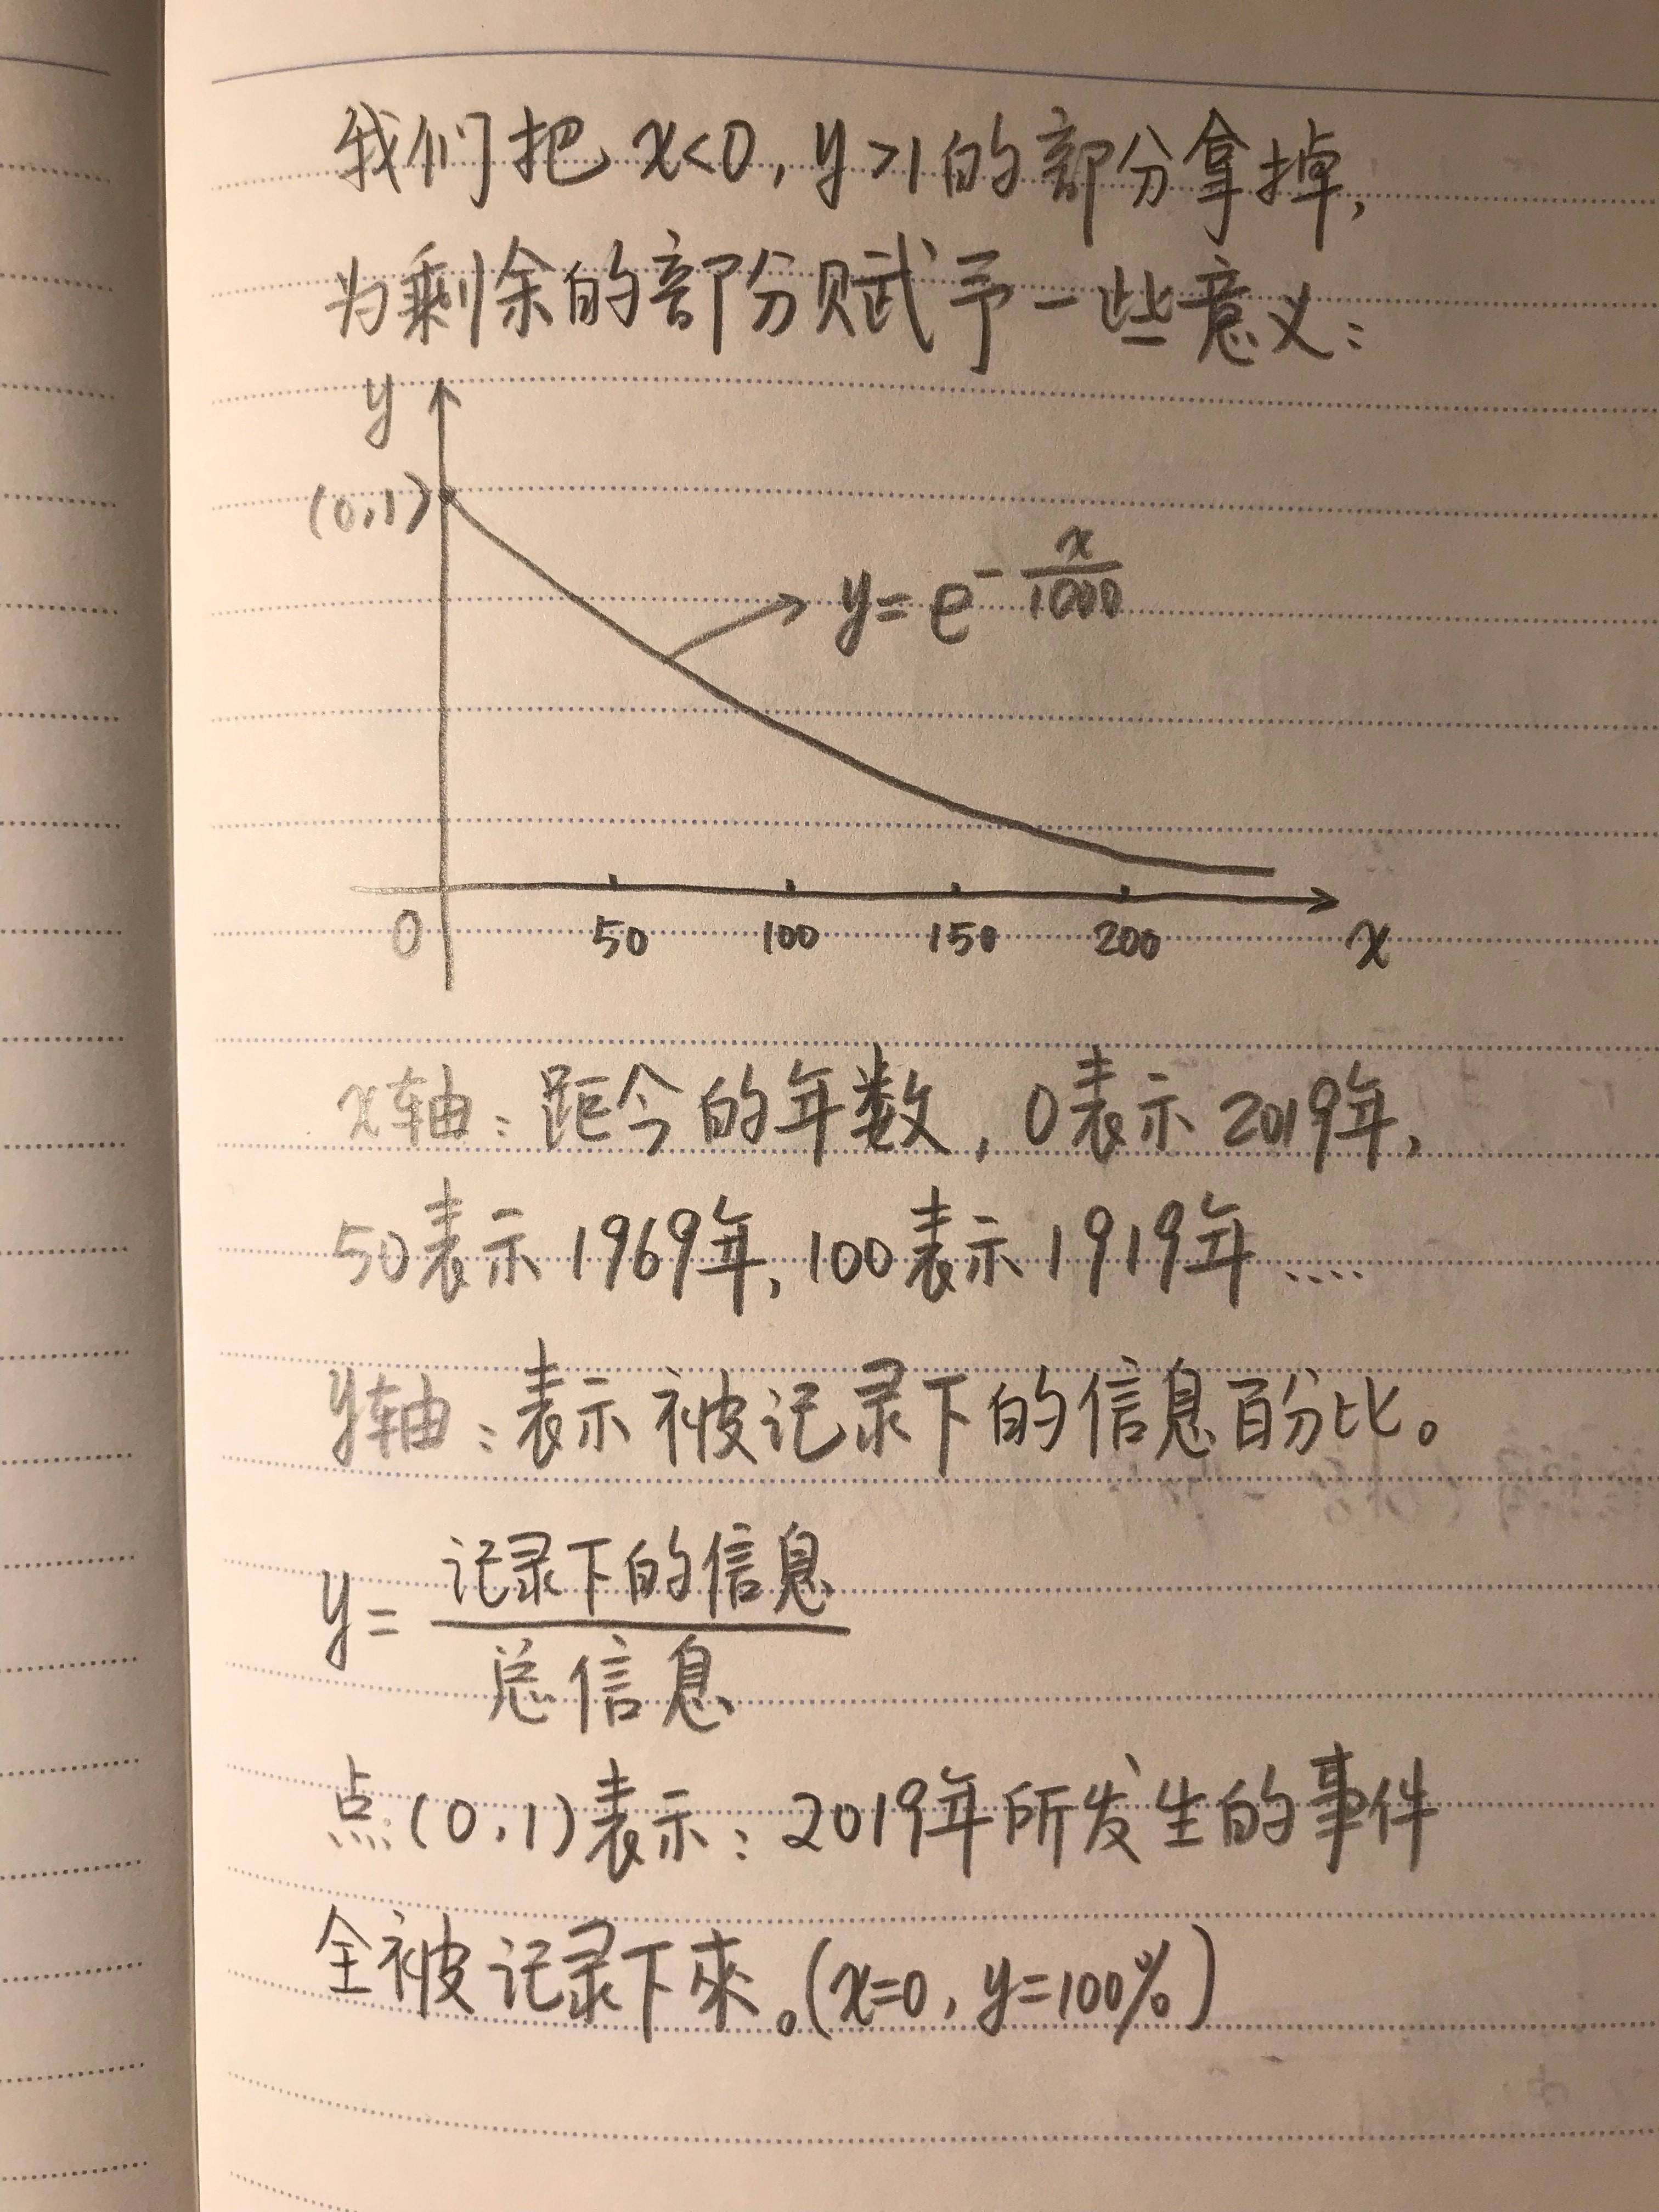 我们把 x<0, y>1的部分拿掉,
为剩余的部分赋予一些意义:
y
(0,1)
y=e^{-\frac{x}{1000}}
0 50 100 150 200 x
x轴: 距今的年数, 0表示2019年,
50表示1969年, 100表示1919年....
y轴: 表示被记录下的信息百分比。
y= 记录下的信息
总信息
点(0,1)表示: 2019年所发生的事件
全被记录下來。(x=0, y=100%)